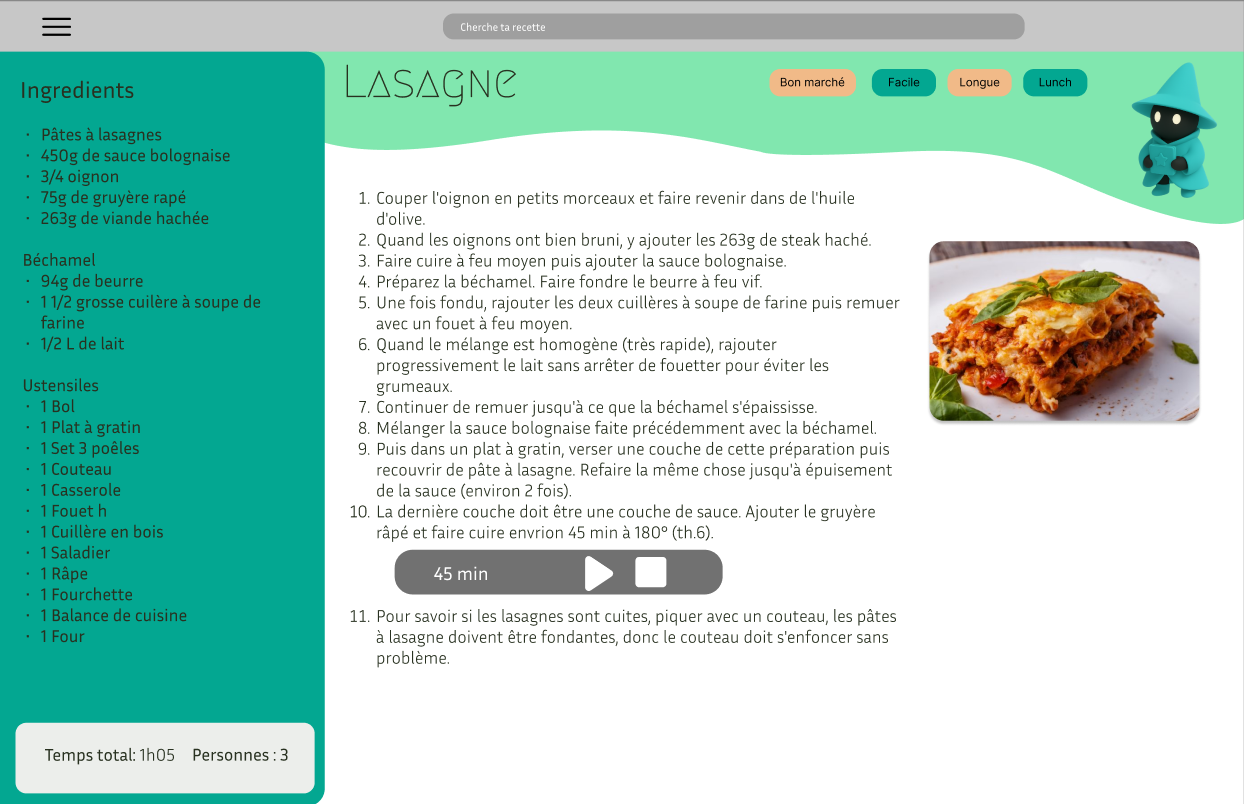 Cherche ta recette
Ingredients
· Pâtes à lasagnes
· 450g de sauce bolognaise
· 3/4 oignon
· 75g de gruyère rapé
· 263g de viande hachée
Béchamel
· 94g de beurre
· 1 1/2 grosse cuilère à soupe de
farine
· 1/2 L de lait
Ustensiles
· 1 Bol
· 1 Plat à gratin
· 1 Set 3 poêles
· 1 Couteau
· 1 Casserole
· 1 Fouet h
· 1 Cuillère en bois
· 1 Saladier
· 1 Râpe
· 1 Fourchette
· 1 Balance de cuisine
· 1 Four
Temps total: 1h05 Personnes : 3
Lasagne
Bon marché Facile Longue Lunch
1. Couper l'oignon en petits morceaux et faire revenir dans de l'huile
d'olive.
2. Quand les oignons ont bien bruni, y ajouter les 263g de steak haché.
3. Faire cuire à feu moyen puis ajouter la sauce bolognaise.
4. Préparez la béchamel. Faire fondre le beurre à feu vif.
5. Une fois fondu, rajouter les deux cuillères à soupe de farine puis remuer
avec un fouet à feu moyen.
6. Quand le mélange est homogène (très rapide), rajouter
progressivement le lait sans arrêter de fouetter pour éviter les
grumeaux.
7. Continuer de remuer jusqu'à ce que la béchamel s'épaississe.
8. Mélanger la sauce bolognaise faite précédemment avec la béchamel.
9. Puis dans un plat à gratin, verser une couche de cette préparation puis
recouvrir de pâte à lasagne. Refaire la même chose jusqu'à épuisement
de la sauce (environ 2 fois).
10. La dernière couche doit être une couche de sauce. Ajouter le gruyère
râpé et faire cuire envrion 45 min à 180° (th.6).
45 min
11. Pour savoir si les lasagnes sont cuites, piquer avec un couteau, les pâtes
à lasagne doivent être fondantes, donc le couteau doit s'enfoncer sans
problème.